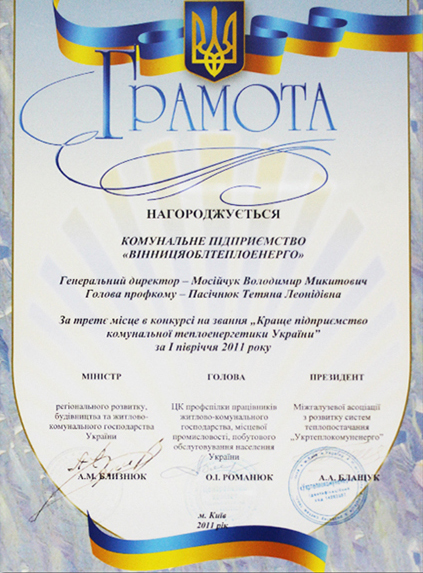 ГРАМОТА
НАГОРОДЖУЄТЬСЯ
КОМУНАЛЬНЕ ПІДПРИЄМСТВО
«ВІННИЦЯОБЛТЕПЛОЕНЕРГО»
Генеральний директор – Мосійчук Володимир Микитович
Голова профкому – Пасічнюк Тетяна Леонідівна
За третє місце в конкурсі на звання „Краще підприємство
комунальної теплоенергетики України”
за І півріччя 2011 року
МІНІСТР
регіонального розвитку,
будівництва та житлово-
комунального господарства
України
А.М. БЛИЗНЮК
ГОЛОВА
ЦК профспілки працівників
житлово-комунального
господарства, місцевої
промисловості, побутового
обслуговування населення
України
О.І. РОМАНЮК
ПРЕЗИДЕНТ
Міжгалузевої асоціації
з розвитку систем
теплопостачання
„Укртеплокомуненерго”
А.А. БЛАЩУК
м. Київ
2011 рік